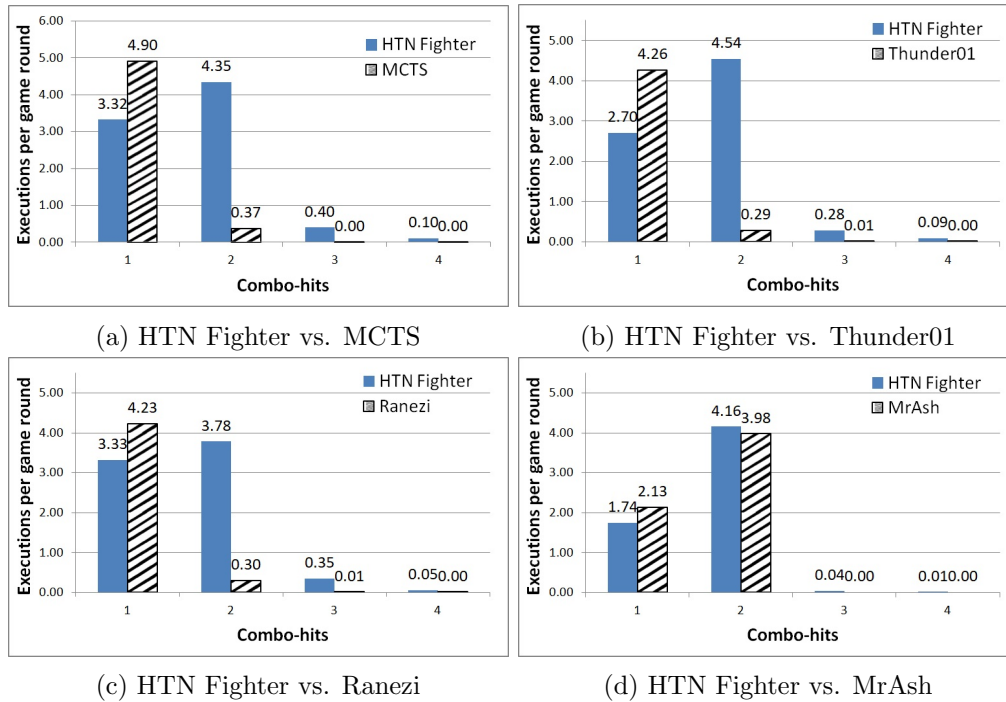 6.00
5.00
4.00
3.00
2.00
1.00
0.00
Executions per game round
4.90
3.32
4.35
0.37
0.40
0.00
0.10
0.00
HTN Fighter
MCTS
1 2 3 4
Combo-hits
(a) HTN Fighter vs. MCTS
5.00
4.00
3.00
2.00
1.00
0.00
Executions per game round
2.70
4.26
4.54
0.29
0.28
0.01
0.09
0.00
HTN Fighter
Thunder01
1 2 3 4
Combo-hits
(b) HTN Fighter vs. Thunder01
5.00
4.00
3.00
2.00
1.00
0.00
Executions per game round
3.33
4.23
3.78
0.30
0.35
0.01
0.05
0.00
HTN Fighter
Ranezi
1 2 3 4
Combo-hits
(c) HTN Fighter vs. Ranezi
5.00
4.00
3.00
2.00
1.00
0.00
Executions per game round
1.74
2.13
4.16
3.98
0.04
0.00
0.01
0.00
HTN Fighter
MrAsh
1 2 3 4
Combo-hits
(d) HTN Fighter vs. MrAsh